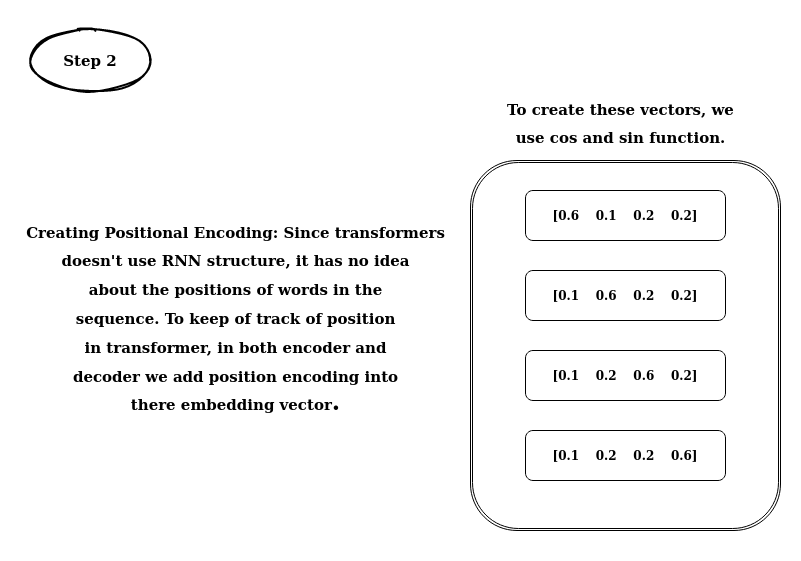 Step 2
Creating Positional Encoding: Since transformers
doesn't use RNN structure, it has no idea
about the positions of words in the
sequence. To keep of track of position
in transformer, in both encoder and
decoder we add position encoding into
there embedding vector.
To create these vectors, we
use cos and sin function.
[0.6 0.1 0.2 0.2]
[0.1 0.6 0.2 0.2]
[0.1 0.2 0.6 0.2]
[0.1 0.2 0.2 0.6]